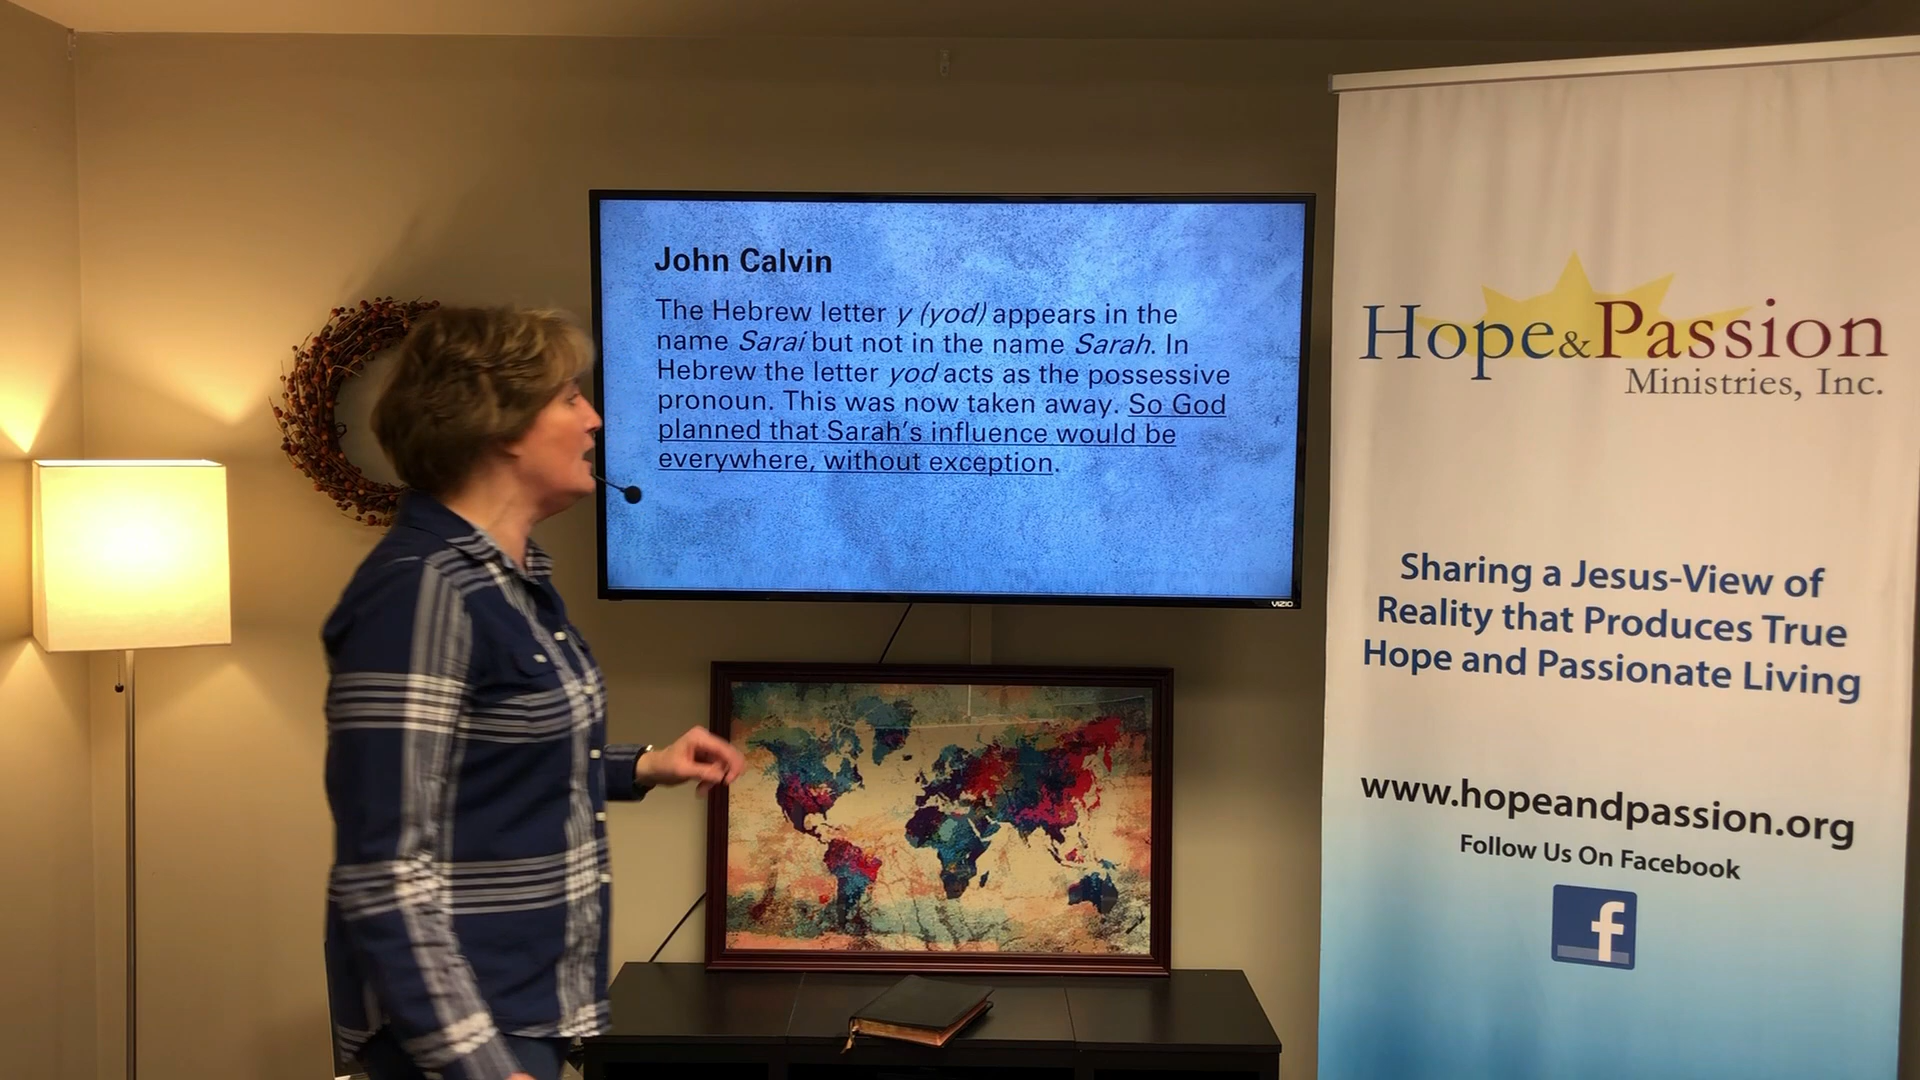 John Calvin
The Hebrew letter y (yod) appears in the
name Sarai but not in the name Sarah. In
Hebrew the letter yod acts as the possessive
pronoun. This was now taken away. So God
planned that Sarah's influence would be
everywhere, without exception.
VIZIO
Hope&Passion
Ministries, Inc.
Sharing a Jesus-View of
Reality that Produces True
Hope and Passionate Living
www.hopeandpassion.org
Follow Us On Facebook
f